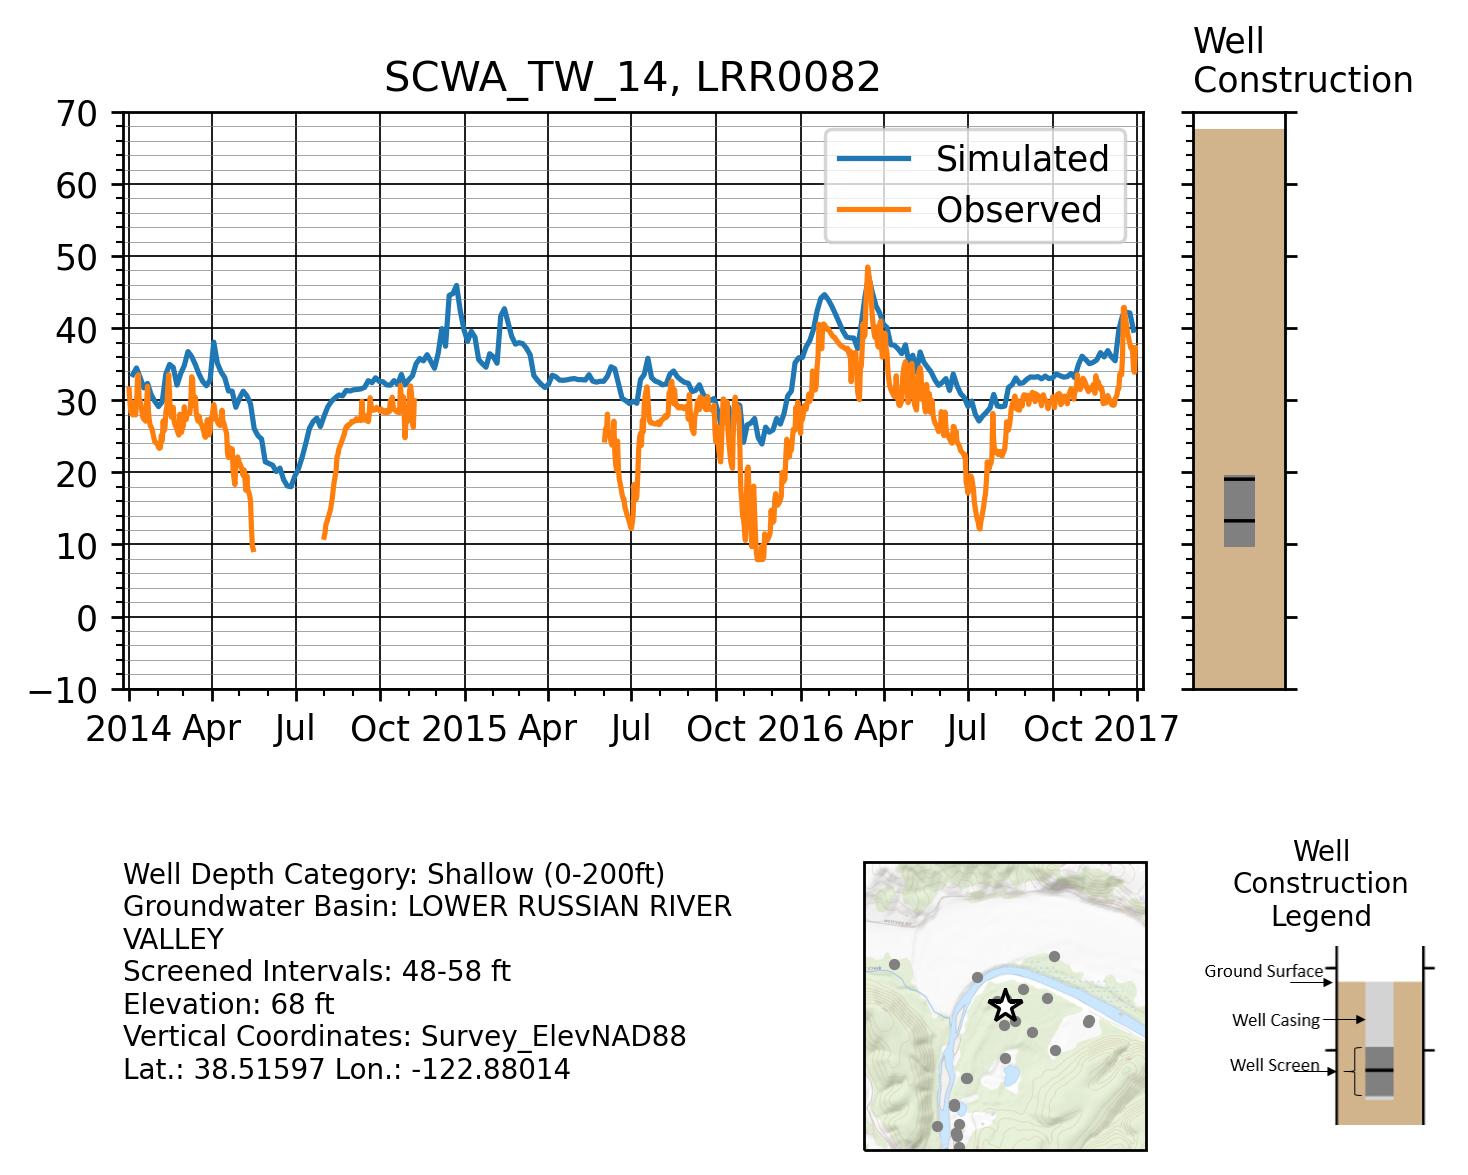 Well
Construction
SCWA_TW_14, LRR0082
70
60
50
40
30
20
10
0
−10
Simulated
Observed
2014 Apr Jul Oct 2015 Apr Jul Oct 2016 Apr Jul Oct 2017
Well Depth Category: Shallow (0-200ft)
Groundwater Basin: LOWER RUSSIAN RIVER
VALLEY
Screened Intervals: 48-58 ft
Elevation: 68 ft
Vertical Coordinates: Survey_ElevNAD88
Lat.: 38.51597 Lon.: -122.88014
Well
Construction
Legend
Ground Surface
Well Casing
Well Screen